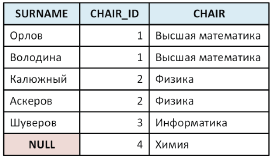 SURNAME CHAIR_ID CHAIR
Орлов 1 Высшая математика
Володина 1 Высшая математика
Калюжный 2 Физика
Аскеров 2 Физика
Шуверов 3 Информатика
NULL 4 Химия